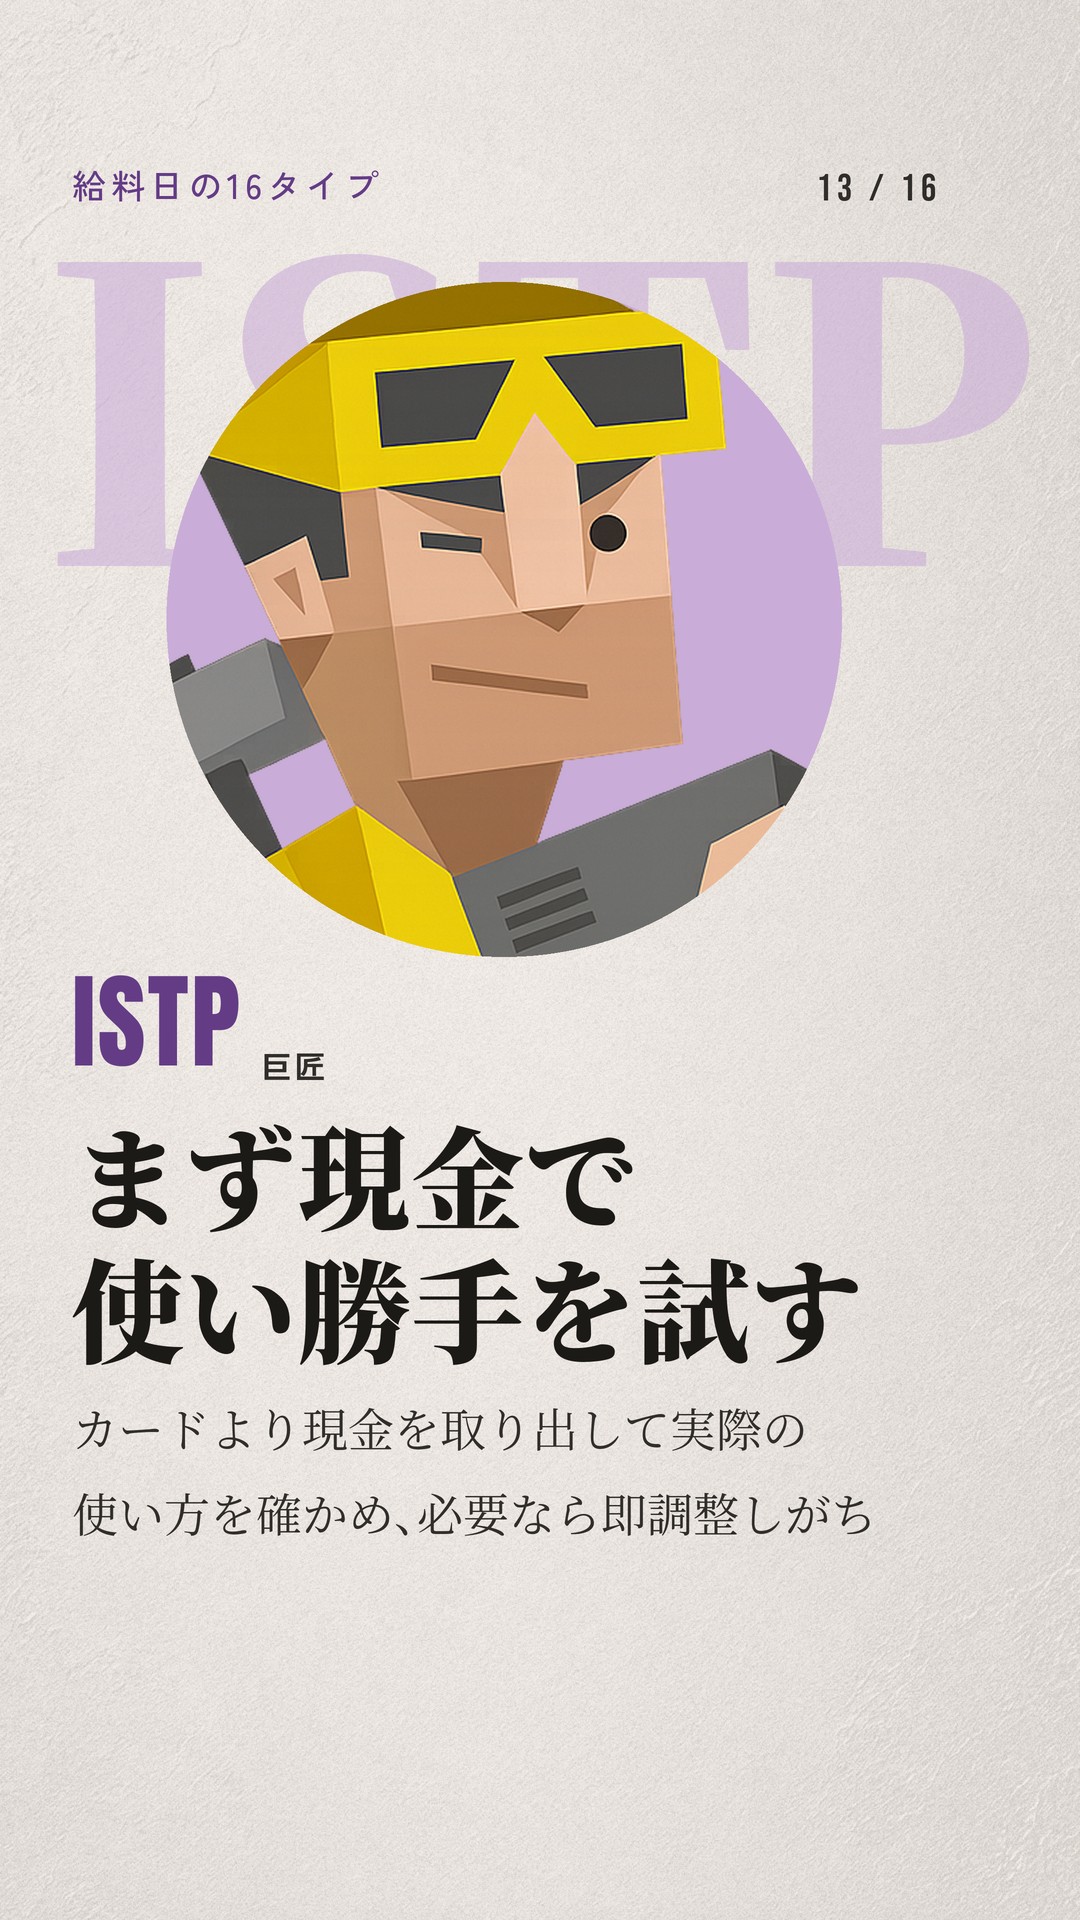 給料日の16タイプ
13 / 16
ISTP
ISTP
巨匠
まず現金で
使い勝手を試す
カードより現金を取り出して実際の
使い方を確かめ、必要なら即調整しがち